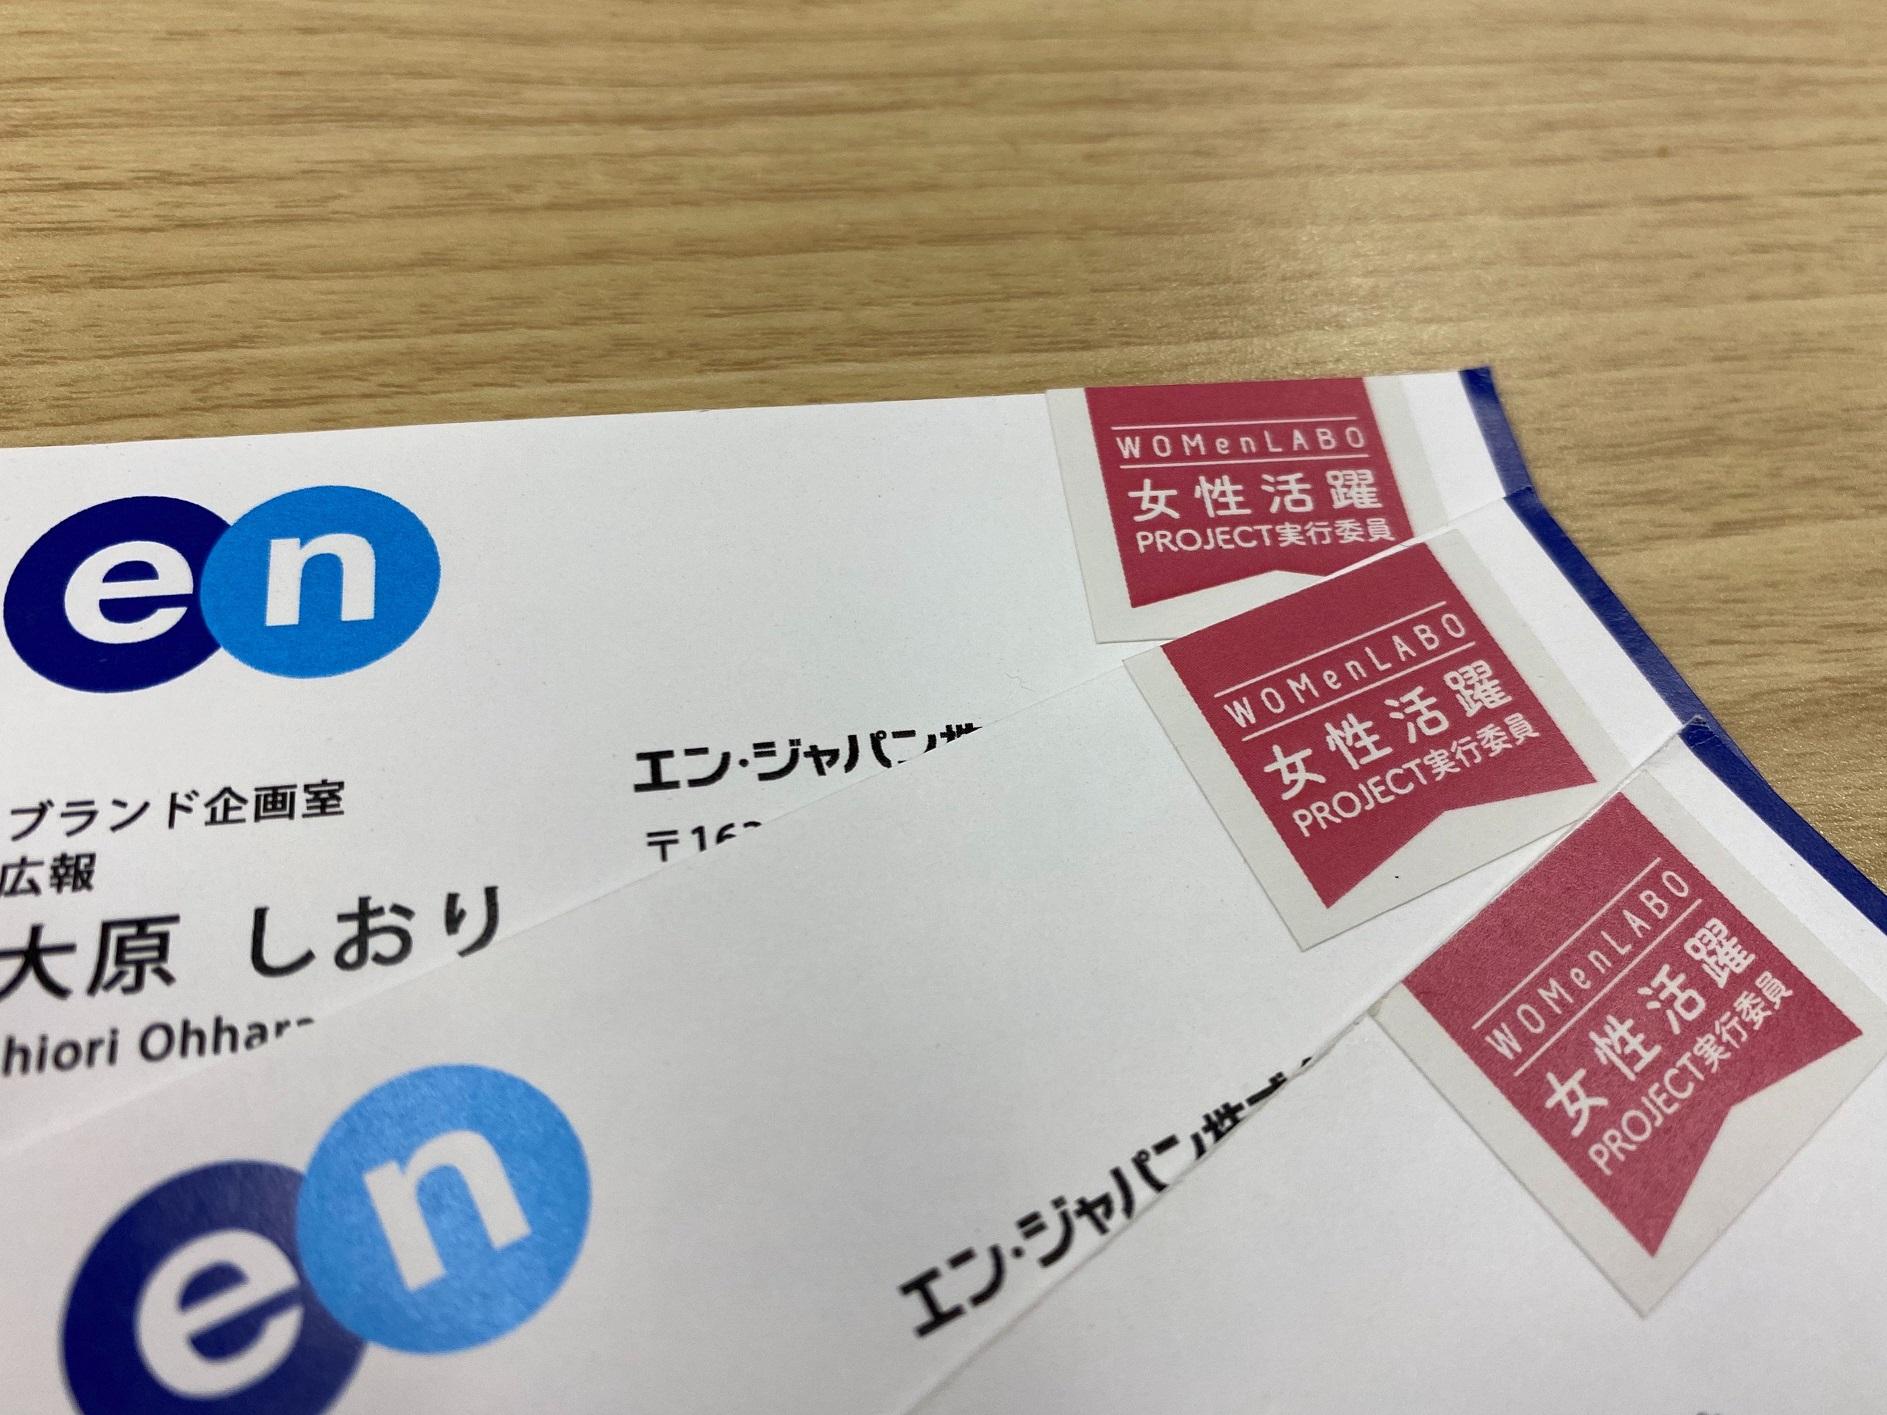 en
WOMenLABO
女性活躍
PROJECT実行委員
エン・ジャパン
〒16
ブランド企画室
広報
大原 しおり
hiori Ohhara
WOMenLABO
女性活躍
PROJECT実行委員
en
エン・ジャパン
WOMenLABO
女性活躍
PROJECT実行委員